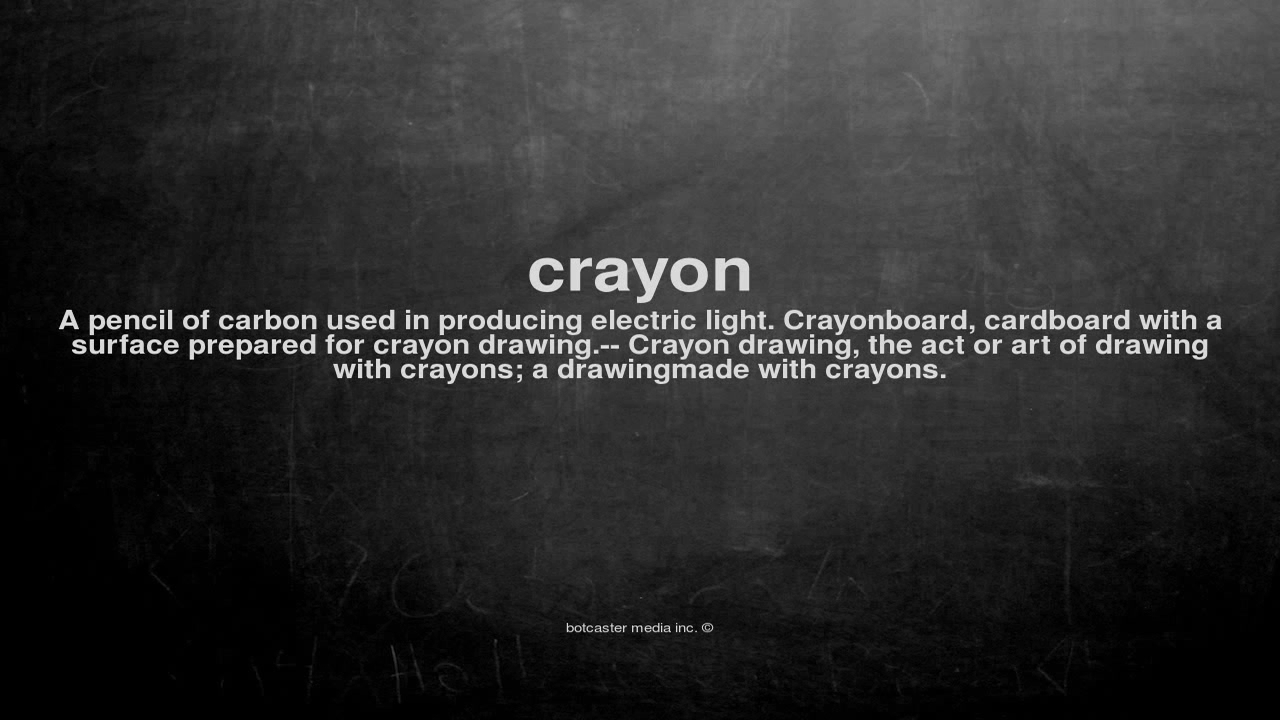 crayon
A pencil of carbon used in producing electric light. Crayonboard, cardboard with a
surface prepared for crayon drawing.-- Crayon drawing, the act or art of drawing
with crayons; a drawingmade with crayons.
botcaster media inc. ©